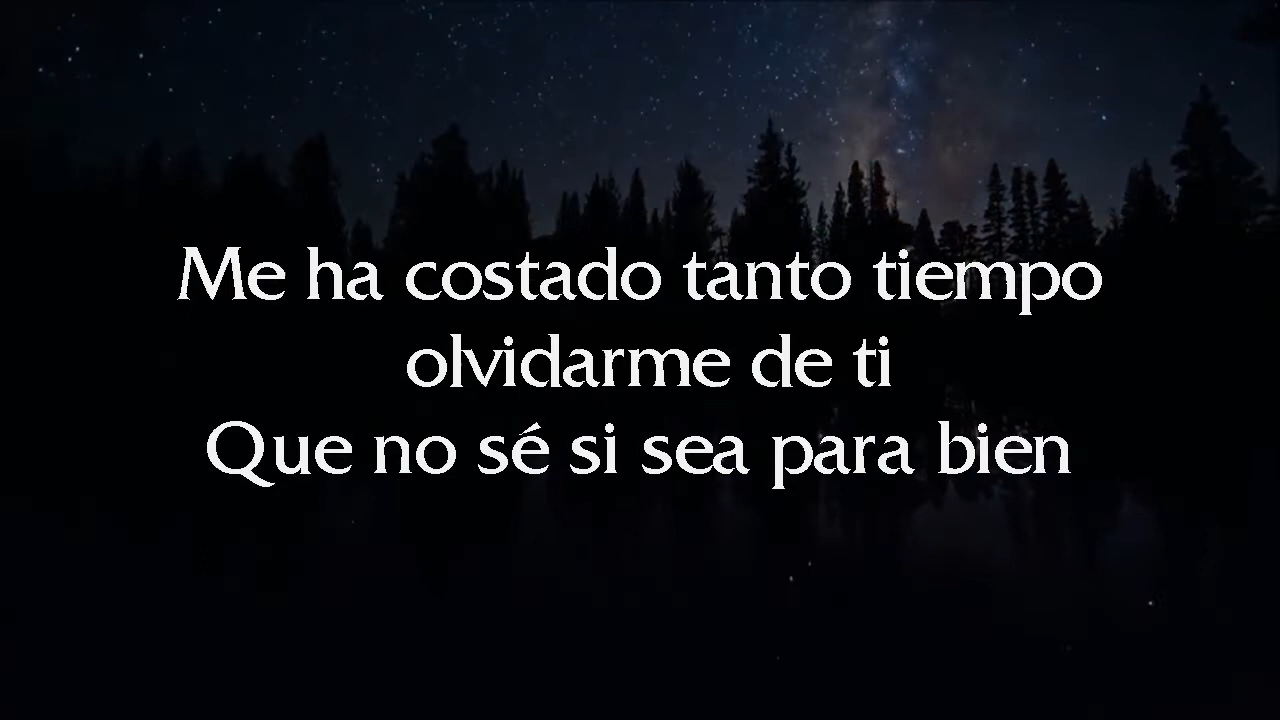 Me ha costado tanto tiempo
olvidarme de ti
Que no sé si sea para bien